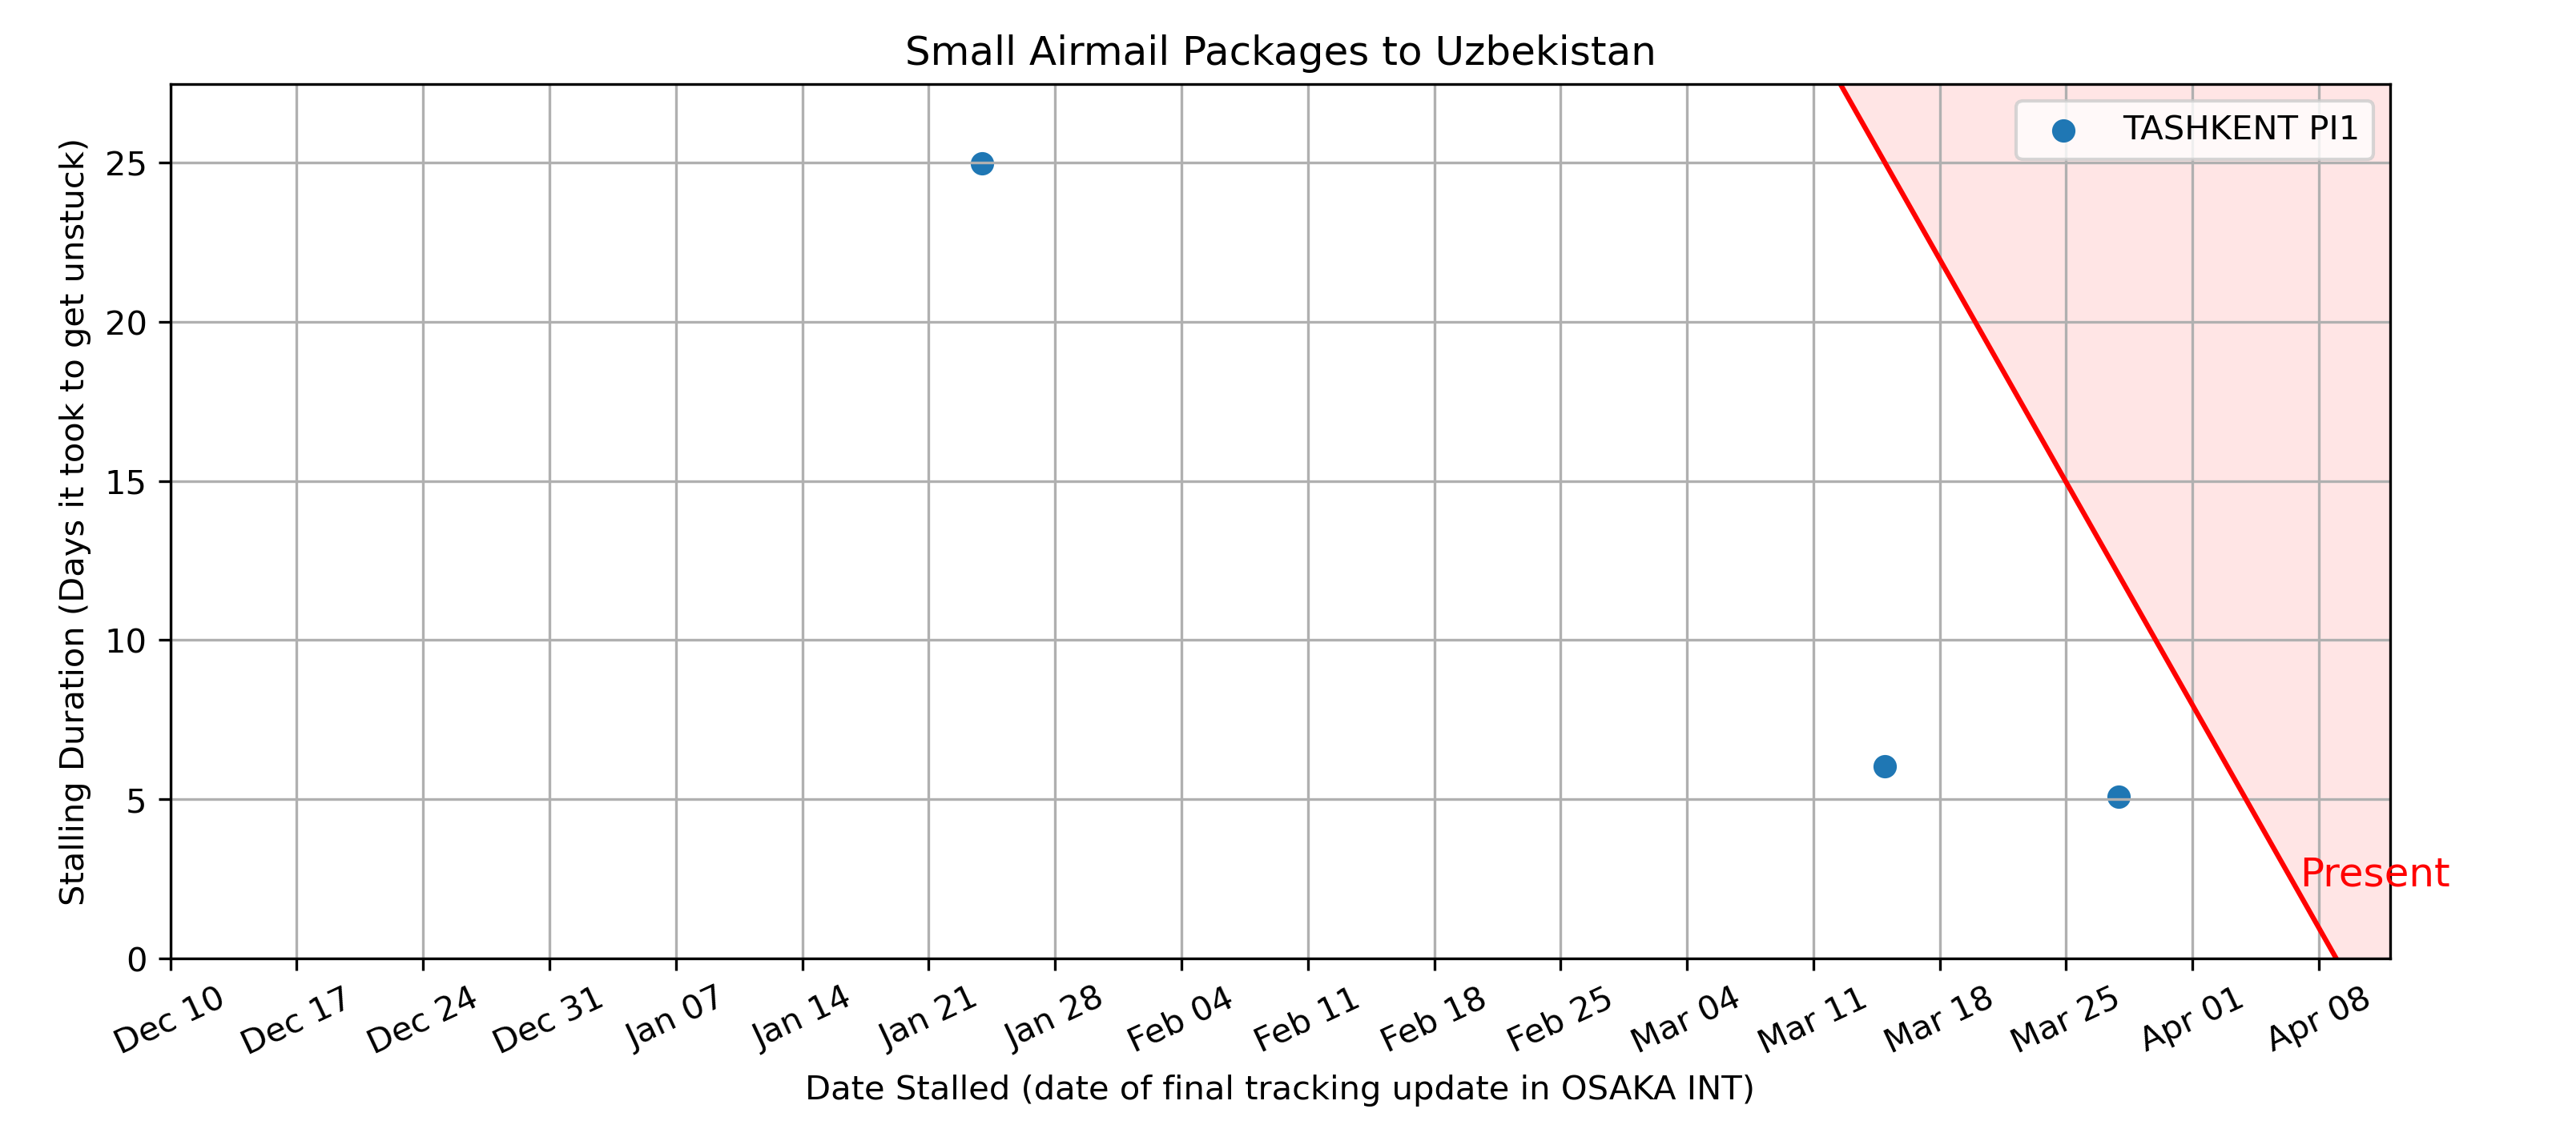 Small Airmail Packages to Uzbekistan
TASHKENT PI1
Stalling Duration (Days it took to get unstuck)
25
20
15
10
5
0
Present
Dec 10 Dec 17 Dec 24 Dec 31 Jan 07 Jan 14 Jan 21 Jan 28 Feb 04 Feb 11 Feb 18 Feb 25 Mar 04 Mar 11 Mar 18 Mar 25 Apr 01 Apr 08
Date Stalled (date of final tracking update in OSAKA INT)